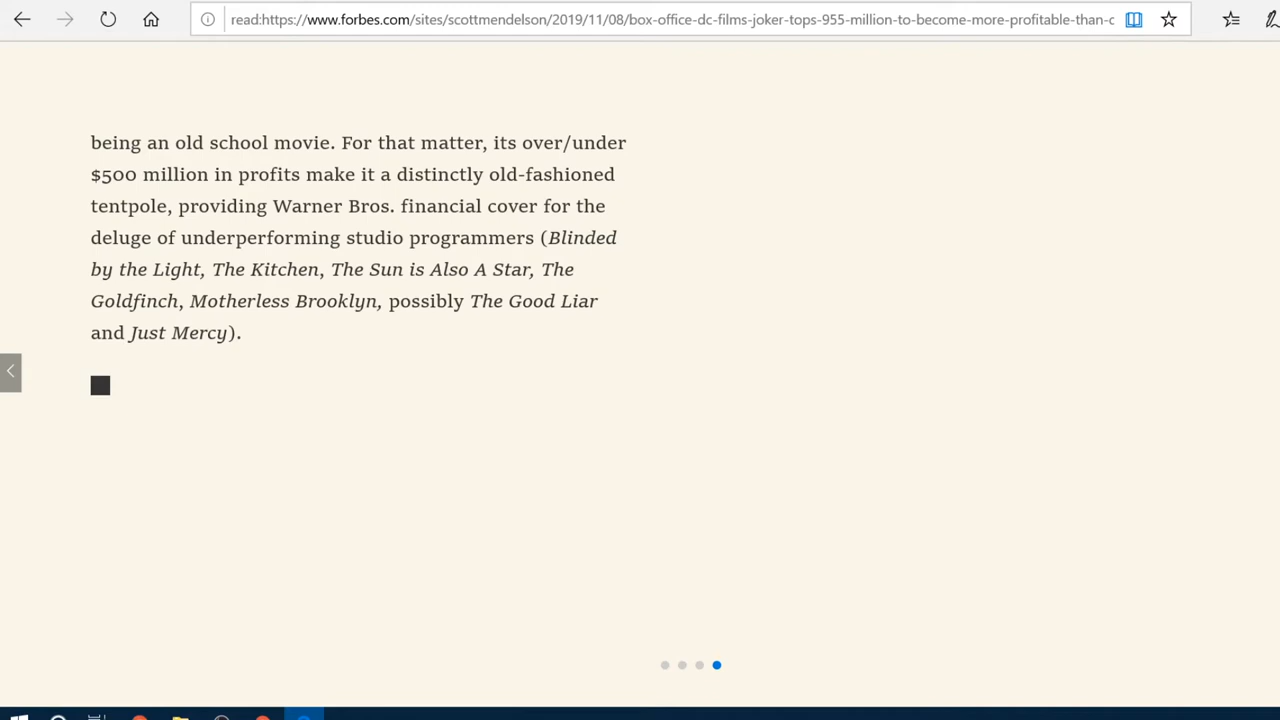 read:https://www.forbes.com/sites/scottmendelson/2019/11/08/box-office-dc-films-joker-tops-955-million-to-become-more-profitable-than-c
being an old school movie. For that matter, its over/under
$500 million in profits make it a distinctly old-fashioned
tentpole, providing Warner Bros. financial cover for the
deluge of underperforming studio programmers (Blinded
by the Light, The Kitchen, The Sun is Also A Star, The
Goldfinch, Motherless Brooklyn, possibly The Good Liar
and Just Mercy).